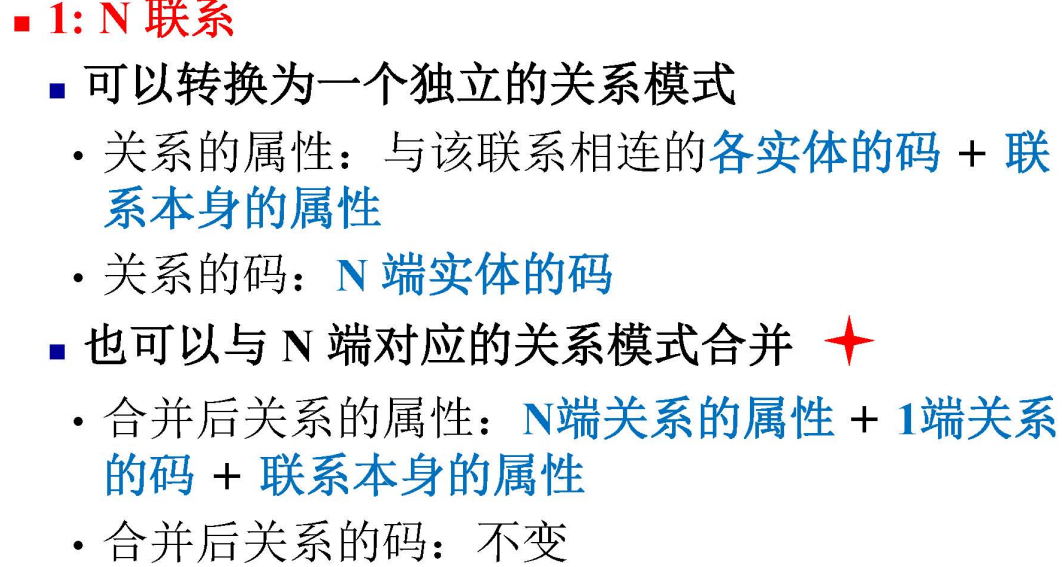 1: N 联系
可以转换为一个独立的关系模式
关系的属性：与该联系相连的各实体的码 + 联
系本身的属性
关系的码：N 端实体的码
也可以与 N 端对应的关系模式合并
合并后关系的属性：N端关系的属性 + 1端关系
的码 + 联系本身的属性
合并后关系的码：不变